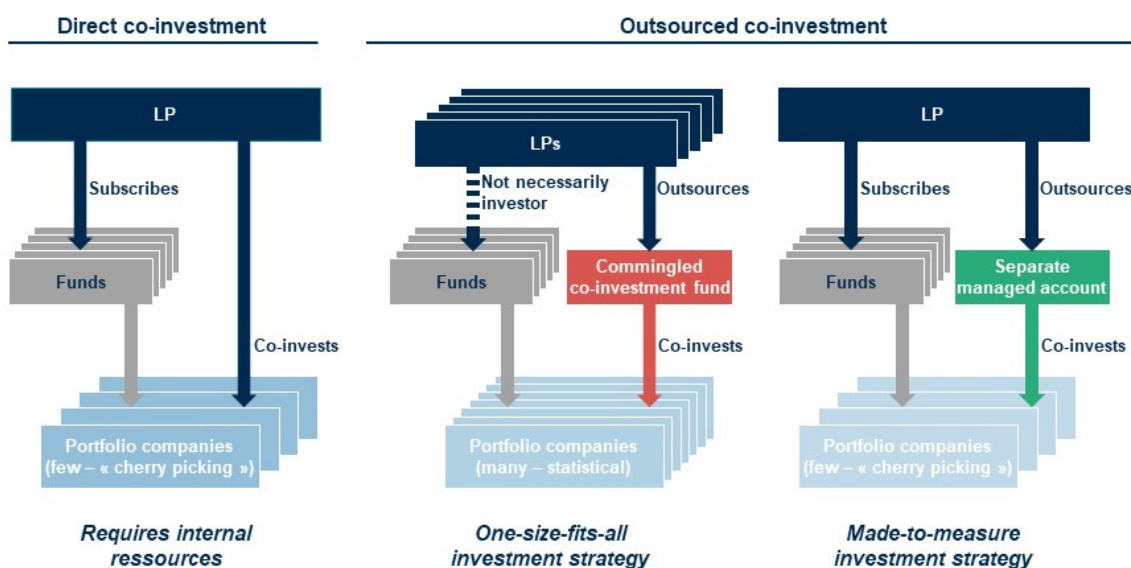 Direct co-investment
Outsourced co-investment
LP
Subscribes
Funds
Co-invests
Portfolio companies
(few – « cherry picking »)
Requires internal
ressources
LPs
Not necessarily
investor
Outsources
Funds
Commingled
co-investment fund
Co-invests
Portfolio companies
(many – statistical)
One-size-fits-all
investment strategy
LP
Subscribes
Outsources
Funds
Separate
managed account
Co-invests
Portfolio companies
(few – « cherry picking »)
Made-to-measure
investment strategy